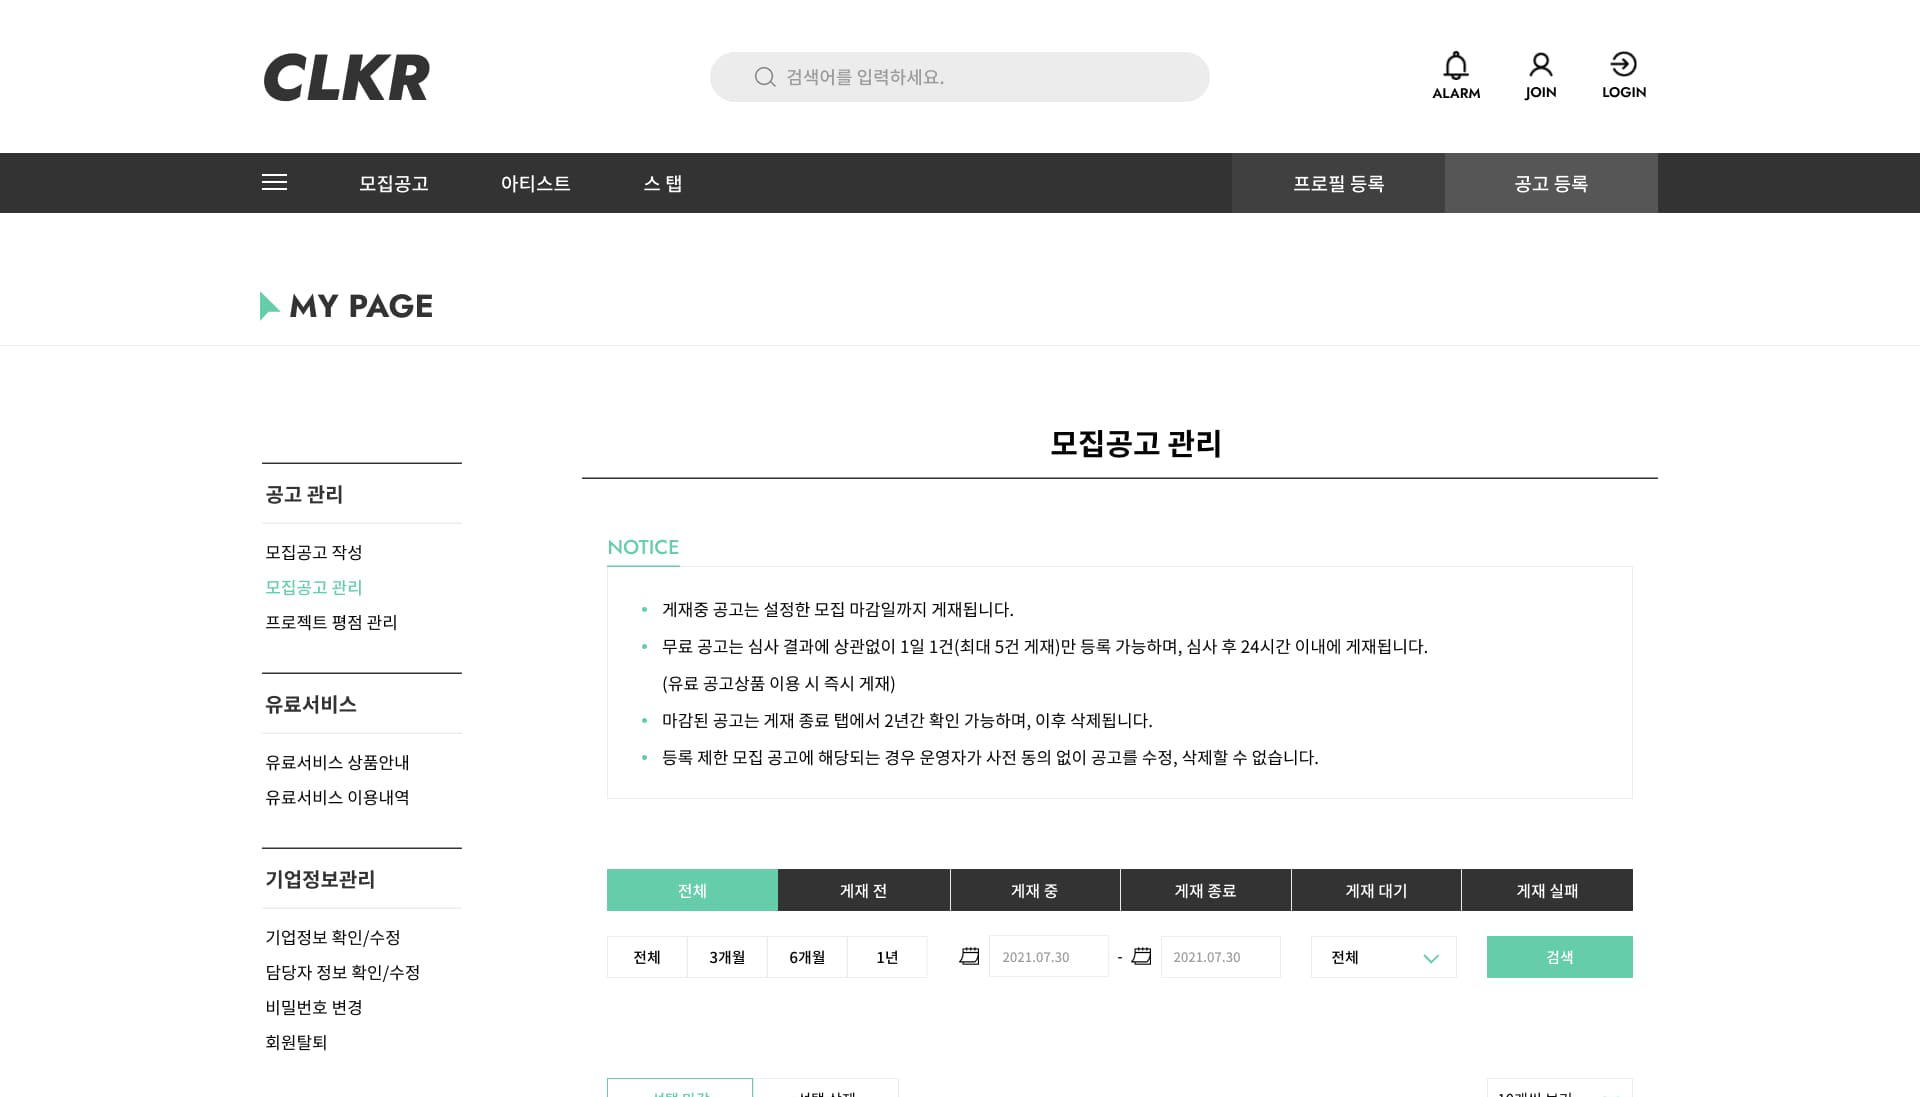 CLKR
검색어를 입력하세요.
ALARM
JOIN
LOGIN
모집공고
아티스트
스 탭
프로필 등록
공고 등록
MY PAGE
모집공고 관리
공고 관리
모집공고 작성
모집공고 관리
프로젝트 평점 관리
유료서비스
유료서비스 상품안내
유료서비스 이용내역
기업정보관리
기업정보 확인/수정
담당자 정보 확인/수정
비밀번호 변경
회원탈퇴
NOTICE
게재중 공고는 설정한 모집 마감일까지 게재됩니다.
무료 공고는 심사 결과에 상관없이 1일 1건(최대 5건 게재)만 등록 가능하며, 심사 후 24시간 이내에 게재됩니다.
(유료 공고상품 이용 시 즉시 게재)
마감된 공고는 게재 종료 탭에서 2년간 확인 가능하며, 이후 삭제됩니다.
등록 제한 모집 공고에 해당되는 경우 운영자가 사전 동의 없이 공고를 수정, 삭제할 수 없습니다.
전체
게재 전
게재 중
게재 종료
게재 대기
게재 실패
전체
3개월
6개월
1년
2021.07.30
-
2021.07.30
전체
검색